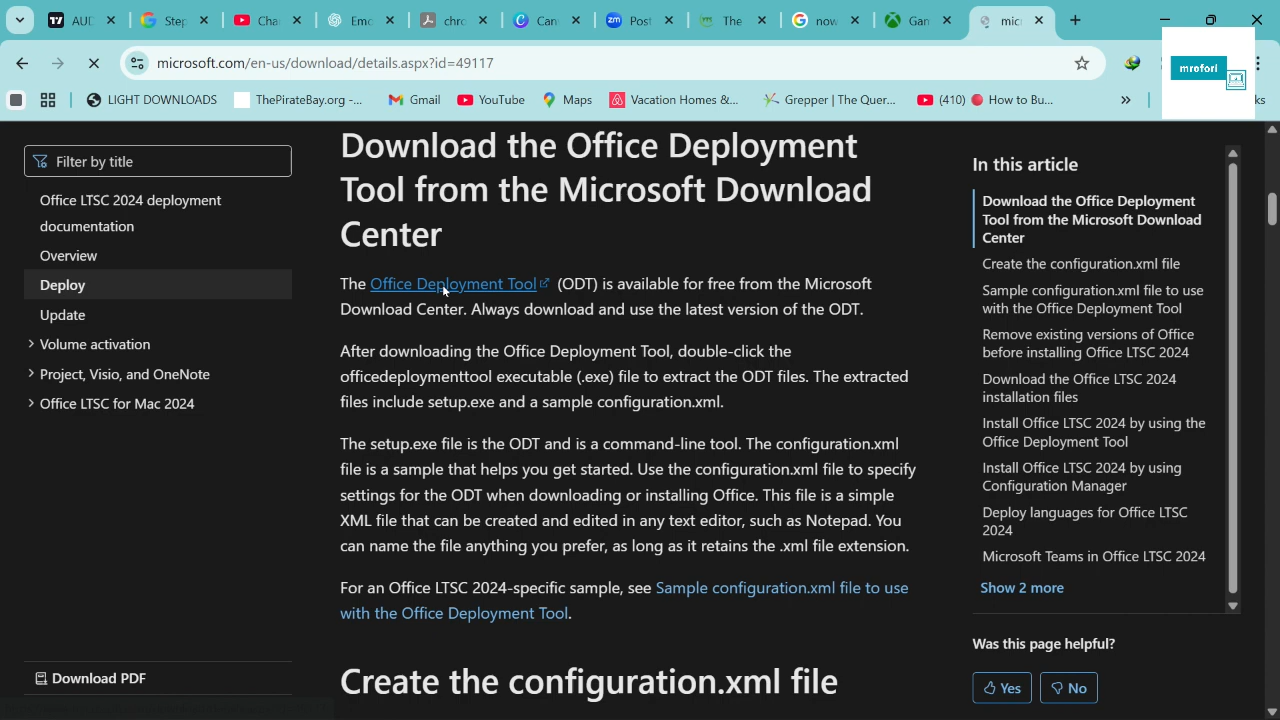 AUD
Step
Cha
Emo
chro
Can
Post
The
now
Gan
mic
microsoft.com/en-us/download/details.aspx?id=49117
mrofori
LIGHT DOWNLOADS
ThePirateBay.org -...
Gmail
YouTube
Maps
Vacation Homes &...
Grepper | The Quer...
(410) 🔴 How to Bu...
ks
Filter by title
Office LTSC 2024 deployment
documentation
Overview
Deploy
Update
Volume activation
Project, Visio, and OneNote
Office LTSC for Mac 2024
Download PDF
Download the Office Deployment
Tool from the Microsoft Download
Center
The Office Deployment Tool (ODT) is available for free from the Microsoft
Download Center. Always download and use the latest version of the ODT.
After downloading the Office Deployment Tool, double-click the
officedeploymenttool executable (.exe) file to extract the ODT files. The extracted
files include setup.exe and a sample configuration.xml.
The setup.exe file is the ODT and is a command-line tool. The configuration.xml
file is a sample that helps you get started. Use the configuration.xml file to specify
settings for the ODT when downloading or installing Office. This file is a simple
XML file that can be created and edited in any text editor, such as Notepad. You
can name the file anything you prefer, as long as it retains the .xml file extension.
For an Office LTSC 2024-specific sample, see Sample configuration.xml file to use
with the Office Deployment Tool.
Create the configuration.xml file
In this article
Download the Office Deployment
Tool from the Microsoft Download
Center
Create the configuration.xml file
Sample configuration.xml file to use
with the Office Deployment Tool
Remove existing versions of Office
before installing Office LTSC 2024
Download the Office LTSC 2024
installation files
Install Office LTSC 2024 by using the
Office Deployment Tool
Install Office LTSC 2024 by using
Configuration Manager
Deploy languages for Office LTSC
2024
Microsoft Teams in Office LTSC 2024
Show 2 more
Was this page helpful?
Yes
No